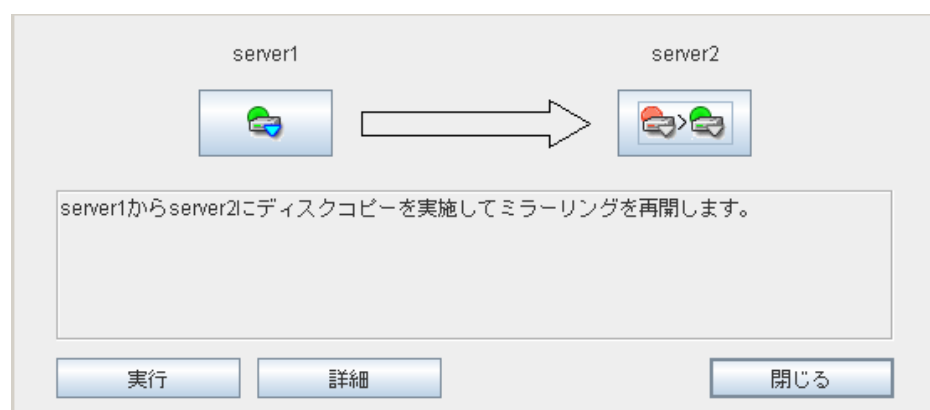 server1
server2
>
server1からserver2にディスクコピーを実施してミラーリングを再開します。
実行
詳細
閉じる